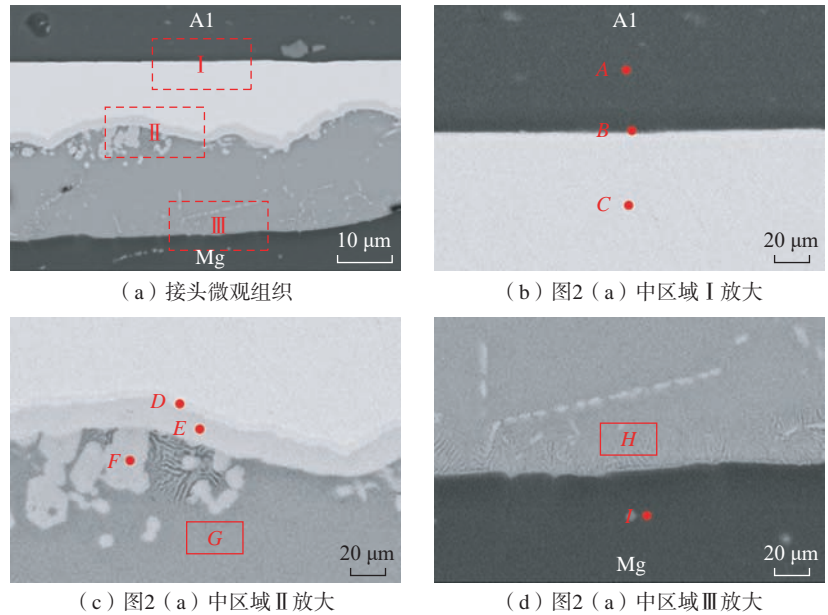 A1
Ⅰ
Ⅱ
Ⅲ
10 μm
Mg
（a）接头微观组织
A
B
C
20 μm
（b）图2（a）中区域Ⅰ放大
D
E
F
G
20 μm
（c）图2（a）中区域Ⅱ放大
H
I
Mg
20 μm
（d）图2（a）中区域Ⅲ放大